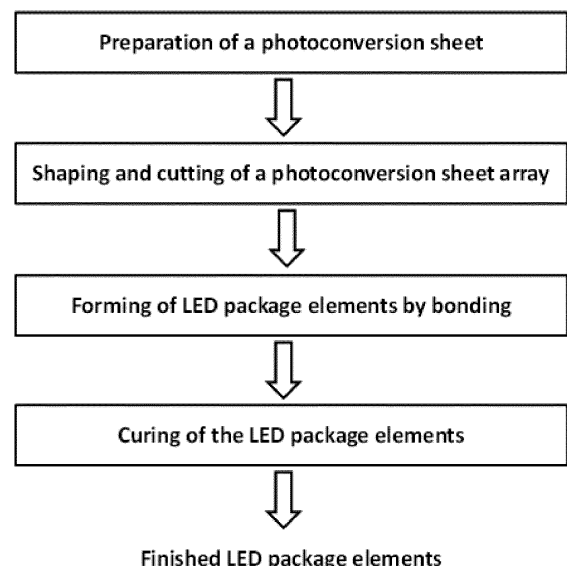 Preparation of a photoconversion sheet
Shaping and cutting of a photoconversion sheet array
Forming of LED package elements by bonding
Curing of the LED package elements
Finished LED package elements